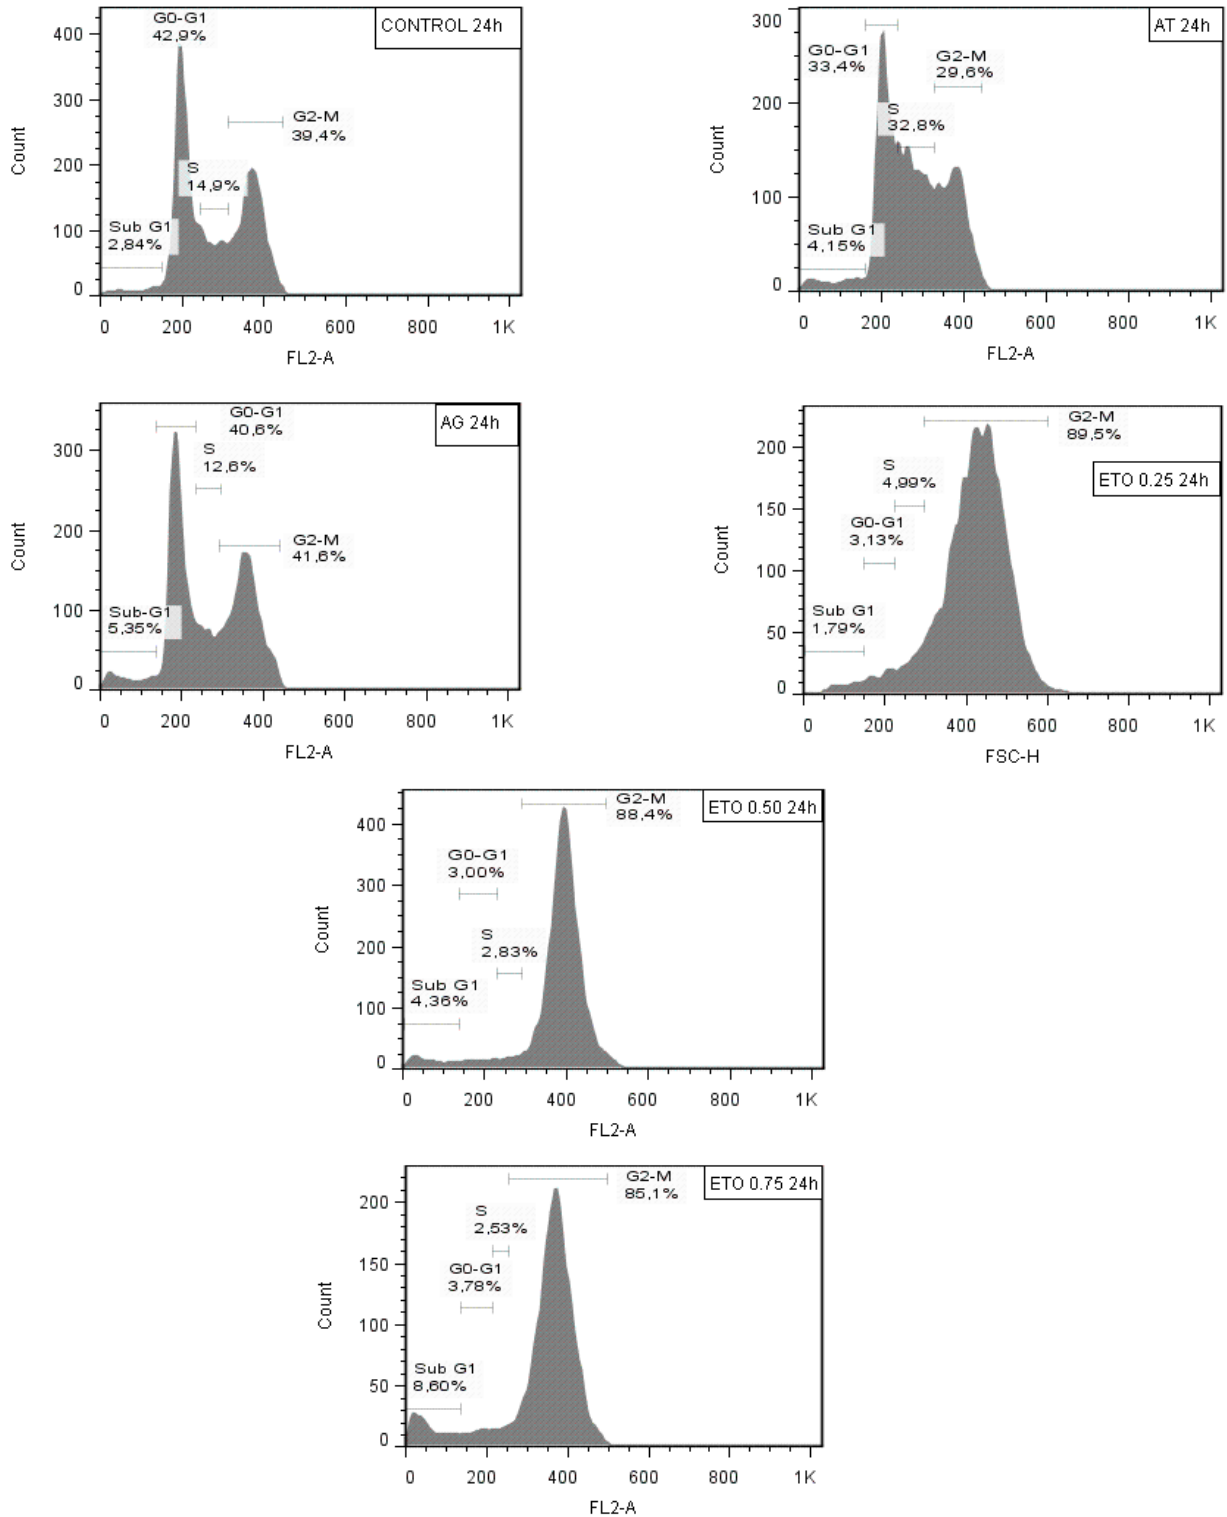 CONTROL 24h
G0-G1
42,9%
G2-M
39,4%
S
14,9%
Sub G1
2,84%
Count
400
300
200
100
0
0 200 400 600 800 1K
FL2-A
AT 24h
G0-G1
33,4%
G2-M
29,6%
S
32,8%
Sub G1
4,15%
Count
300
200
100
0
0 200 400 600 800 1K
FL2-A
AG 24h
G0-G1
40,6%
S
12,6%
G2-M
41,6%
Sub-G1
5,35%
Count
300
200
100
0
0 200 400 600 800 1K
FL2-A
G2-M
89,5%
ETO 0.25 24h
S
4,99%
G0-G1
3,13%
Sub G1
1,79%
Count
200
150
100
50
0
0 200 400 600 800 1K
FSC-H
G2-M
88,4%
ETO 0.50 24h
G0-G1
3,00%
S
2,83%
Sub G1
4,36%
Count
400
300
200
100
0
0 200 400 600 800 1K
FL2-A
G2-M
85,1%
ETO 0.75 24h
S
2,53%
G0-G1
3,78%
Sub G1
8,60%
Count
200
150
100
50
0
0 200 400 600 800 1K
FL2-A